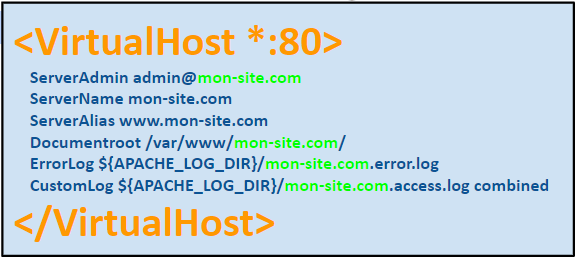 <VirtualHost *:80>
ServerAdmin admin@mon-site.com
ServerName mon-site.com
ServerAlias www.mon-site.com
Documentroot /var/www/mon-site.com/
ErrorLog ${APACHE_LOG_DIR}/mon-site.com.error.log
CustomLog ${APACHE_LOG_DIR}/mon-site.com.access.log combined
</VirtualHost>